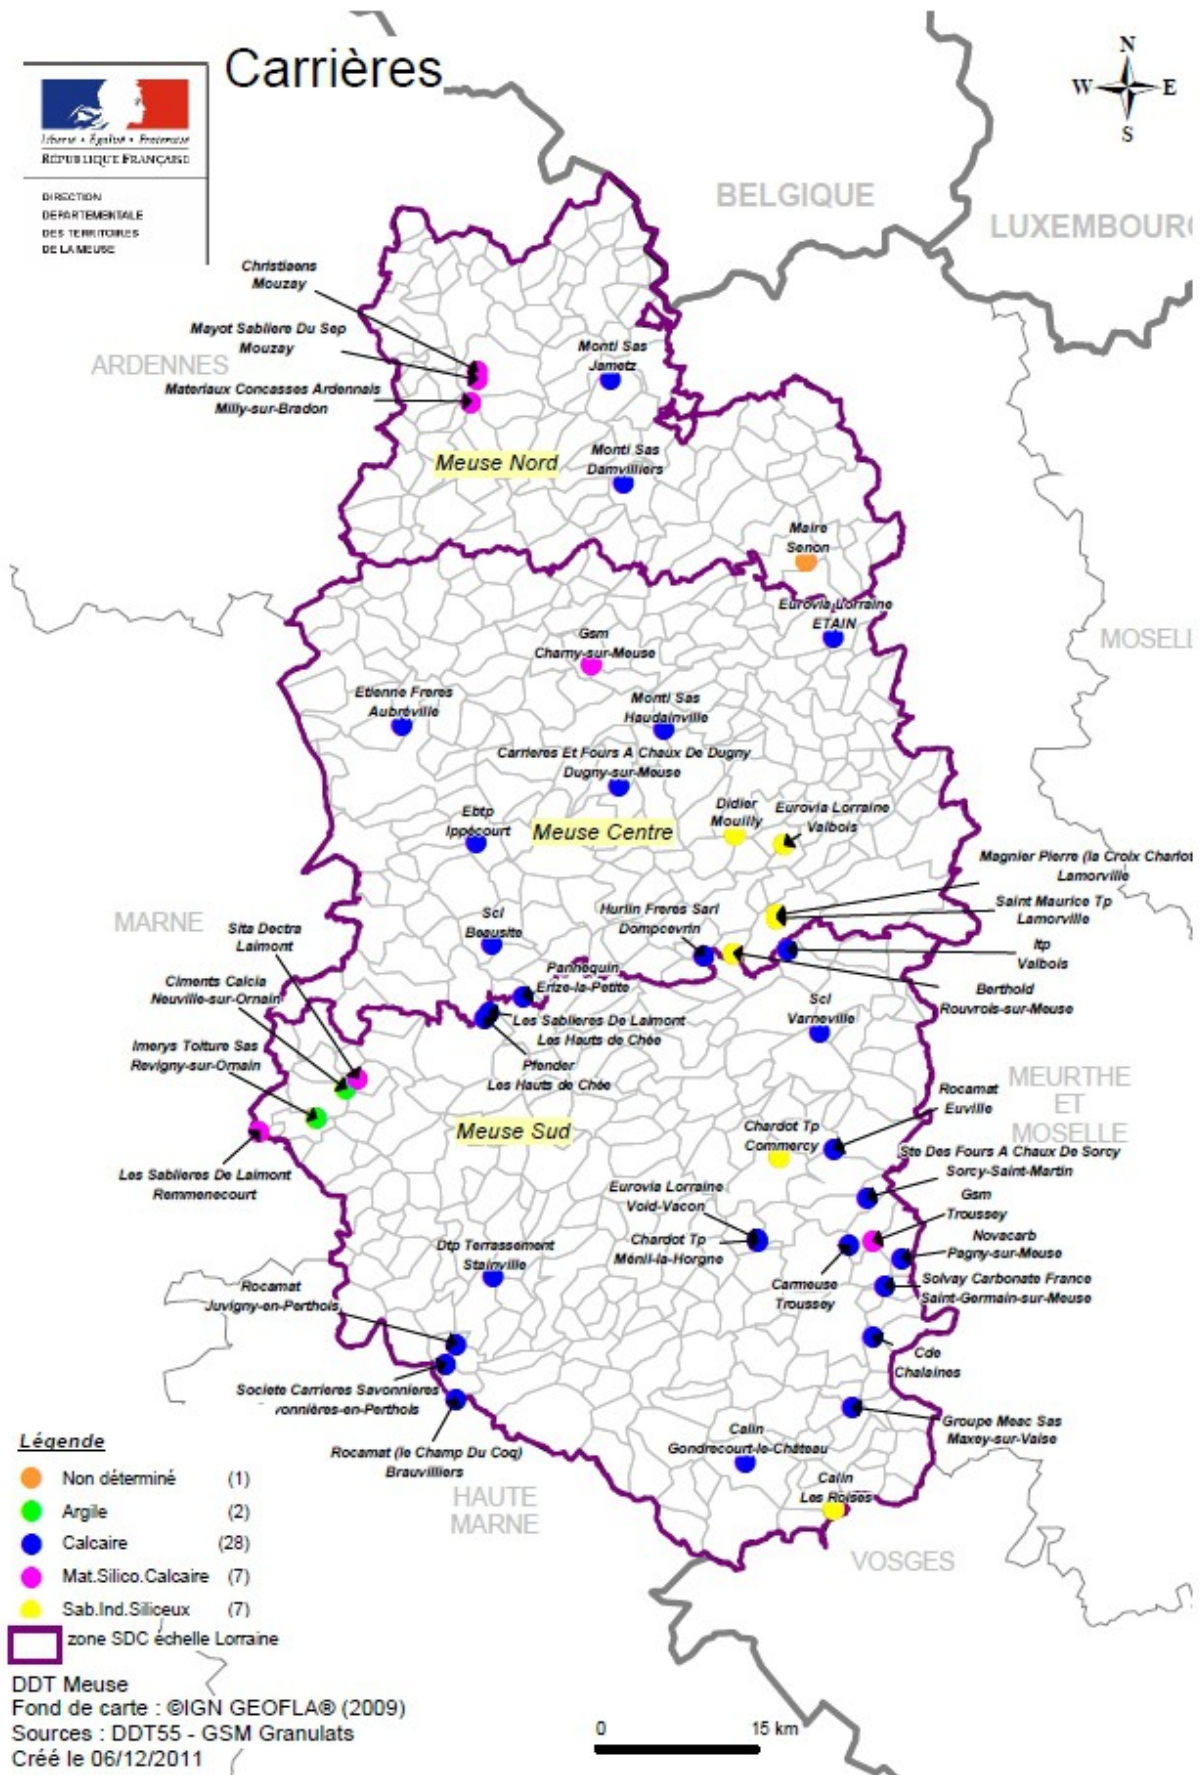 Carrières
Liberté • Égalité • Fraternité
RÉPUBLIQUE FRANÇAISE
DIRECTION
DEPARTEMENTALE
DES TERRITOIRES
DE LA MEUSE
N
W
E
S
BELGIQUE
LUXEMBOURG
ARDENNES
Christiaens
Mouzay
Mayot Sabliere Du Sep
Mouzay
Materiaux Concasses Ardennais
Milly-sur-Bradon
Monti Sas
Jametz
Meuse Nord
Monti Sas
Damvilliers
Maire
Senon
Eurovia Lorraine
ETAIN
MOSELL
Gsm
Charny-sur-Meuse
Etienne Freres
Aubréville
Monti Sas
Haudainville
Carrieres Et Fours A Chaux De Dugny
Dugny-sur-Meuse
Ebtp
Ippécourt
Meuse Centre
Didier
Mouilly
Eurovia Lorraine
Valbois
Magnier Pierre (la Croix Charlot
Lamorville
Saint Maurice Tp
Lamorville
MARNE
Scl
Beausite
Hurlin Freres Sarl
Dompcevrin
Itp
Valbois
Sita Dectra
Laimont
Pannequin
Erize-la-Petite
Berthold
Rouvrois-sur-Meuse
Ciments Calcia
Neuville-sur-Ornain
Les Sablieres De Laimont
Les Hauts de Chée
Scl
Varneville
Imerys Toiture Sas
Revigny-sur-Ornain
Pfender
Les Hauts de Chée
MEURTHE
ET
MOSELLE
Rocamat
Euville
Meuse Sud
Chardot Tp
Commercy
Ste Des Fours A Chaux De Sorcy
Sorcy-Saint-Martin
Les Sablieres De Laimont
Remmenecourt
Eurovia Lorraine
Void-Vacon
Gsm
Troussey
Chardot Tp
Ménil-la-Horgne
Novacarb
Pagny-sur-Meuse
Dtp Terrassement
Stainville
Carmeuse
Troussey
Solvay Carbonate France
Saint-Germain-sur-Meuse
Rocamat
Juvigny-en-Perthois
Cde
Chalaines
Societe Carrieres Savonnieres
vonnières-en-Perthois
Groupe Meac Sas
Maxey-sur-Vaise
Rocamat (le Champ Du Coq)
Brauvilliers
Calin
Gondrecourt-le-Château
Calin
Les Roises
HAUTE
MARNE
VOSGES
Légende
Non déterminé (1)
Argile (2)
Calcaire (28)
Mat.Silico.Calcaire (7)
Sab.Ind.Siliceux (7)
zone SDC échelle Lorraine
DDT Meuse
Fond de carte : ©IGN GEOFLA® (2009)
Sources : DDT55 - GSM Granulats
Créé le 06/12/2011
0 15 km